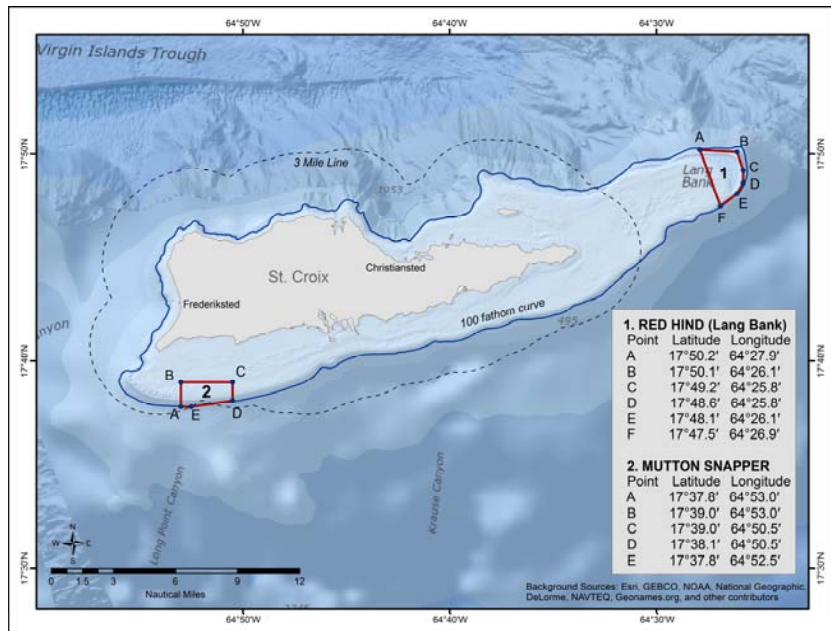 64°50'W 64°40'W 64°30'W
Virgin Islands Trough
17°50'N
17°50'N
3 Mile Line
1953
A
B
1
C
D
E
F
Lang
Bank
St. Croix
Christiansted
Frederiksted
100 fathom curve
495
Canyon
17°40'N
17°40'N
B
C
2
A
E
D
Long Point Canyon
Krause Canyon
1. RED HIND (Lang Bank)
Point Latitude Longitude
A 17°50.2' 64°27.9'
B 17°50.1' 64°26.1'
C 17°49.2' 64°25.8'
D 17°48.6' 64°25.8'
E 17°48.1' 64°26.1'
F 17°47.5' 64°26.9'
2. MUTTON SNAPPER
Point Latitude Longitude
A 17°37.8' 64°53.0'
B 17°39.0' 64°53.0'
C 17°39.0' 64°50.5'
D 17°38.1' 64°50.5'
E 17°37.8' 64°52.5'
N
W E
S
17°30'N
17°30'N
0 1.5 3 6 9 12
Nautical Miles
Background Sources: Esri, GEBCO, NOAA, National Geographic,
DeLorme, NAVTEQ, Geonames.org, and other contributors
64°50'W 64°40'W 64°30'W